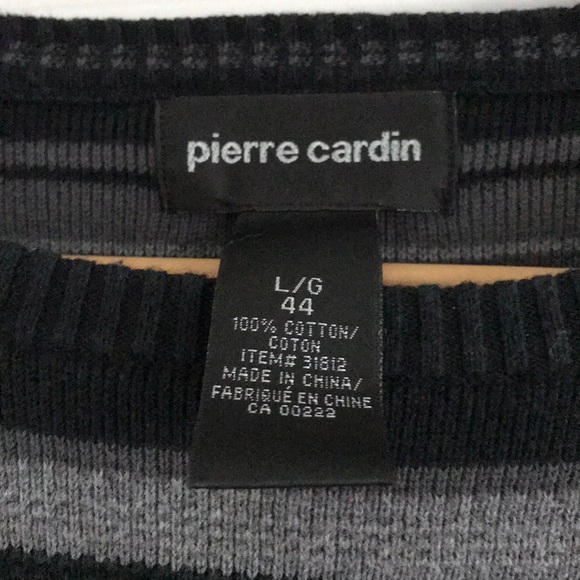 pierre cardin
L/G
44
100% COTTON/
COTON
ITEM# 31812
MADE IN CHINA/
FABRIQUÉ EN CHINE
CA 00222